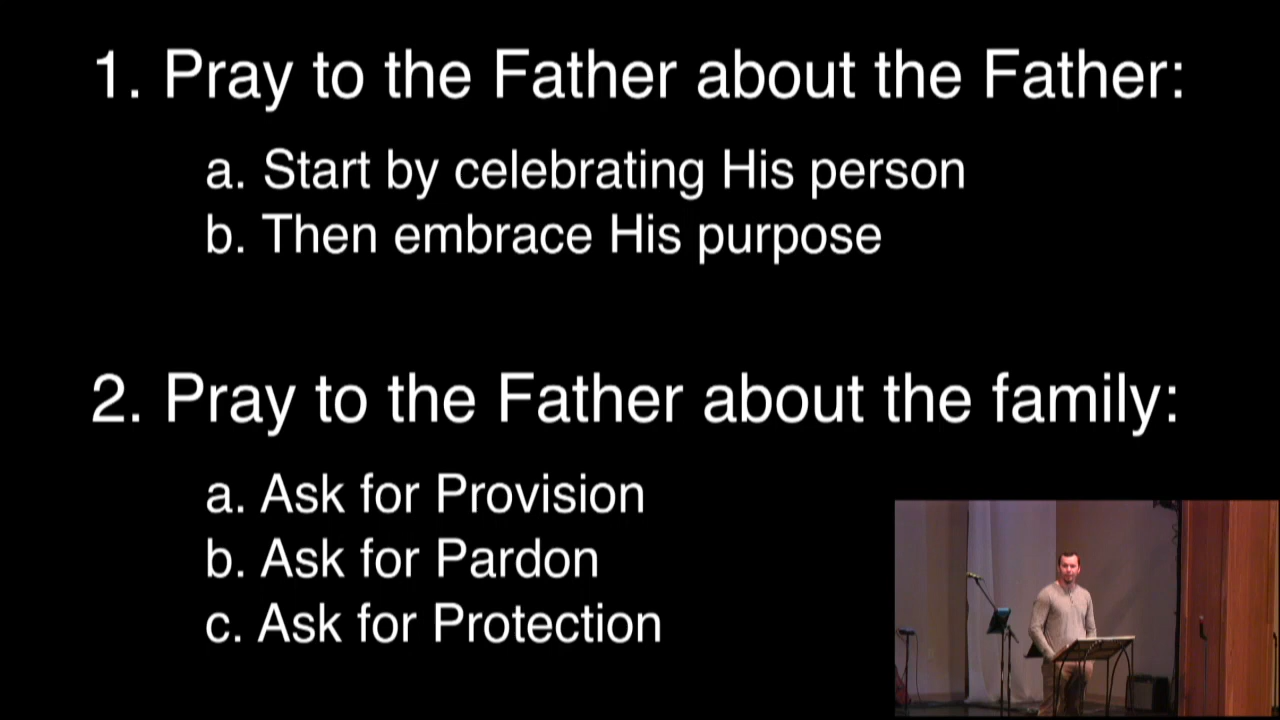 1. Pray to the Father about the Father:
a. Start by celebrating His person
b. Then embrace His purpose
2. Pray to the Father about the family:
a. Ask for Provision
b. Ask for Pardon
c. Ask for Protection